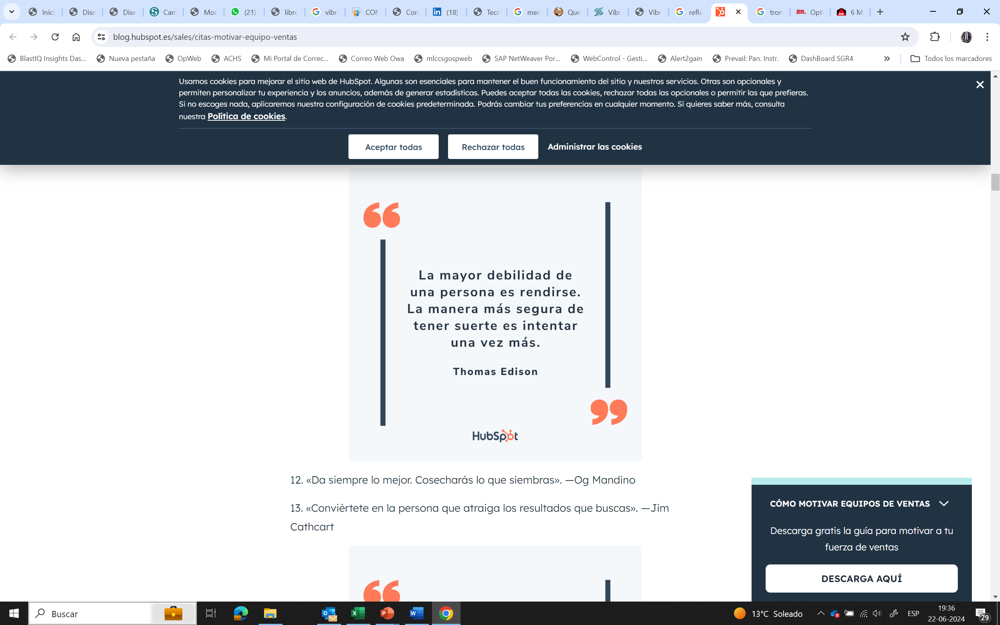 Inici
Dise
Dise
Cam
Moc
(21)
libro
vibra
CON
Con
(18)
Tecn
med
Que
Vibr
Vibr
refle
tron
Opti
6 M
blog.hubspot.es/sales/citas-motivar-equipo-ventas
BlastIQ Insights Das...
Nueva pestaña
OpWeb
ACHS
Mi Portal de Correc...
Correo Web Owa
mlccsgospweb
SAP NetWeaver Por...
WebControl - Gesti...
Alert2gain
Prevail: Pan. Instr.
DashBoard SGR4
»
Todos los marcadores
Usamos cookies para mejorar el sitio web de HubSpot. Algunas son esenciales para mantener el buen funcionamiento del sitio y nuestros servicios. Otras son opcionales y
permiten personalizar tu experiencia y los anuncios, además de generar estadísticas. Puedes aceptar todas las cookies, rechazar todas las opcionales o permitir las que prefieras.
Si no escoges nada, aplicaremos nuestra configuración de cookies predeterminada. Podrás cambiar tus preferencias en cualquier momento. Si quieres saber más, consulta
nuestra Política de cookies.
Aceptar todas
Rechazar todas
Administrar las cookies
“
La mayor debilidad de
una persona es rendirse.
La manera más segura de
tener suerte es intentar
una vez más.
Thomas Edison
”
HubSpot
12. «Da siempre lo mejor. Cosecharás lo que siembras». —Og Mandino
13. «Conviértete en la persona que atraiga los resultados que buscas». —Jim
Cathcart
“
CÓMO MOTIVAR EQUIPOS DE VENTAS
Descarga gratis la guía para motivar a tu
fuerza de ventas
DESCARGA AQUÍ
Buscar
13°C Soleado
ESP
19:36
22-06-2024
29